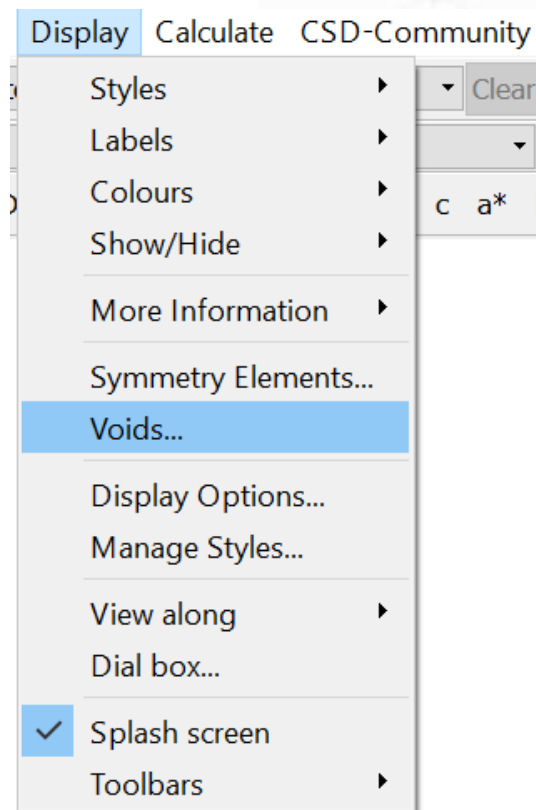 Display Calculate CSD-Community
Styles
Clear
Labels
Colours
c a*
Show/Hide
More Information
Symmetry Elements...
Voids...
Display Options...
Manage Styles...
View along
Dial box...
Splash screen
Toolbars